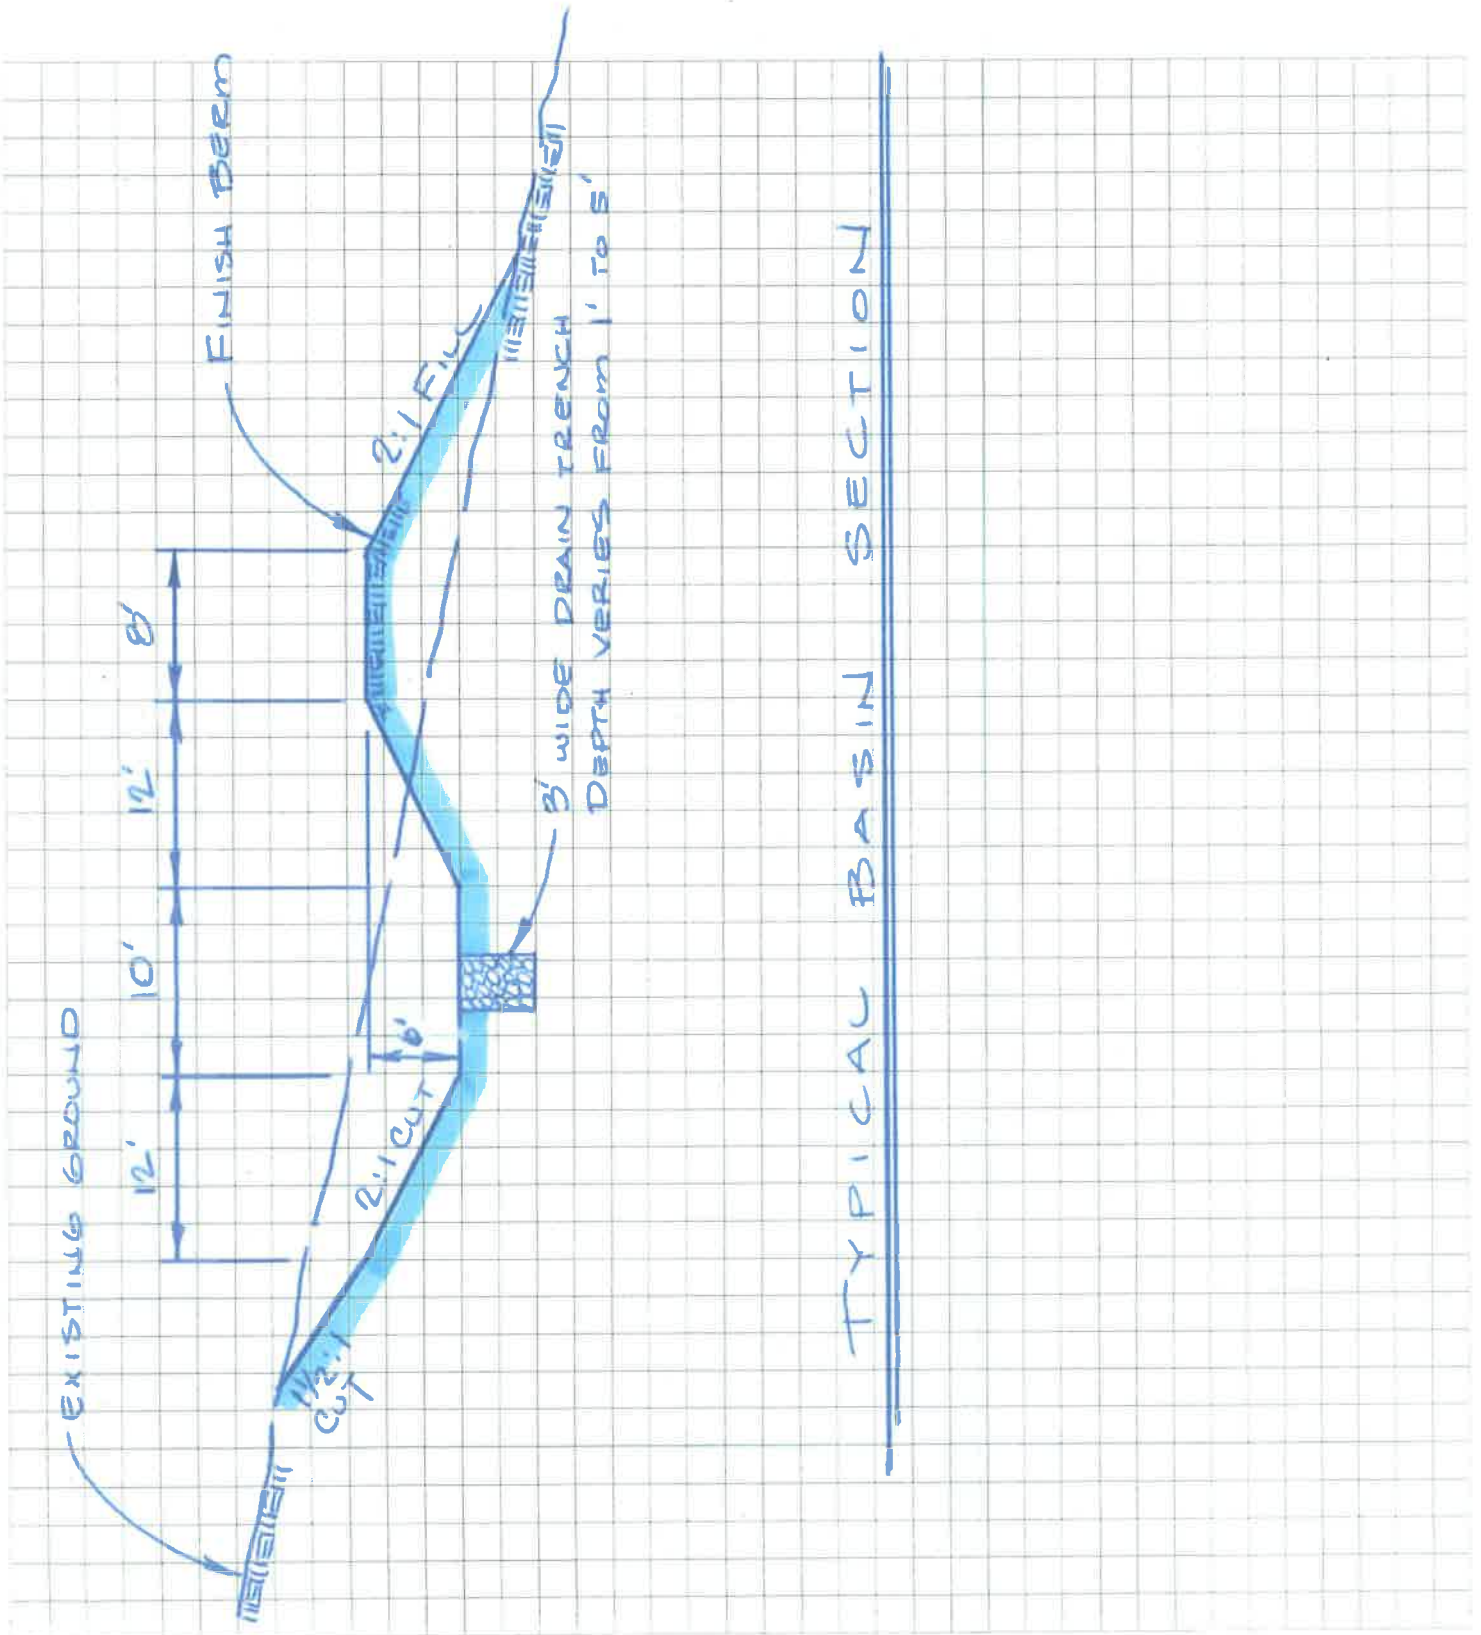 EXISTING GROUND
12'
10'
12'
8'
FINISH BERM
1 1/2:1
CUT
2:1 CUT
6'
2:1 FILL
3' WIDE DRAIN TRENCH
DEPTH VERIES FROM 1' TO 5'
TYPICAL BASIN SECTION